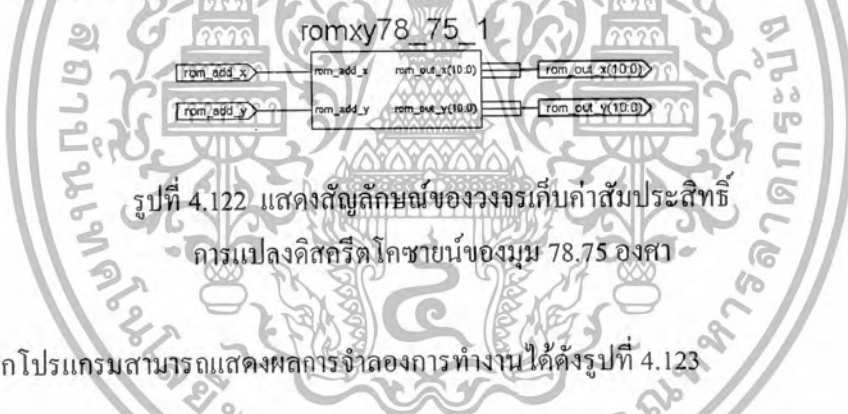 romxy78_75_1
rom_add_x rom_add_x rom_out_x(10:0) rom_out_x(10:0)
rom_add_y rom_add_y rom_out_y(10:0) rom_out_y(10:0)
รูปที่ 4.122 แสดงสัญลักษณ์ของวงจรเก็บค่าสัมประสิทธิ์
การแปลงดิสครีตโคซายน์ของมุม 78.75 องศา
กโปรแกรมสามารถแสดงผลการจำลองการทำงานได้ดังรูปที่ 4.123